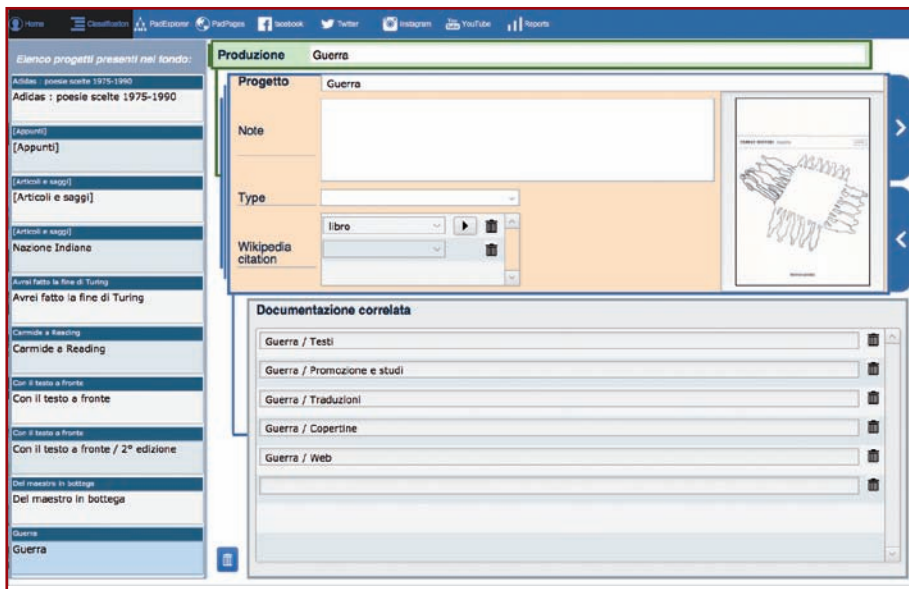 Home Classification PadExplorer PadPages facebook Twitter Instagram YouTube Reports
Elenco progetti presenti nel fondo:
Adidas : poesie scelte 1975-1990
Adidas : poesie scelte 1975-1990
[Appunti]
[Appunti]
[Articoli e saggi]
[Articoli e saggi]
[Articoli e saggi]
Nazione Indiana
Avrei fatto la fine di Turing
Avrei fatto la fine di Turing
Carmide a Reading
Carmide a Reading
Con il testo a fronte
Con il testo a fronte
Con il testo a fronte
Con il testo a fronte / 2° edizione
Del maestro in bottega
Del maestro in bottega
Guerra
Guerra
Produzione Guerra
Progetto Guerra
Note
Type
Wikipedia
citation
libro
Documentazione correlata
Guerra / Testi
Guerra / Promozione e studi
Guerra / Traduzioni
Guerra / Copertine
Guerra / Web